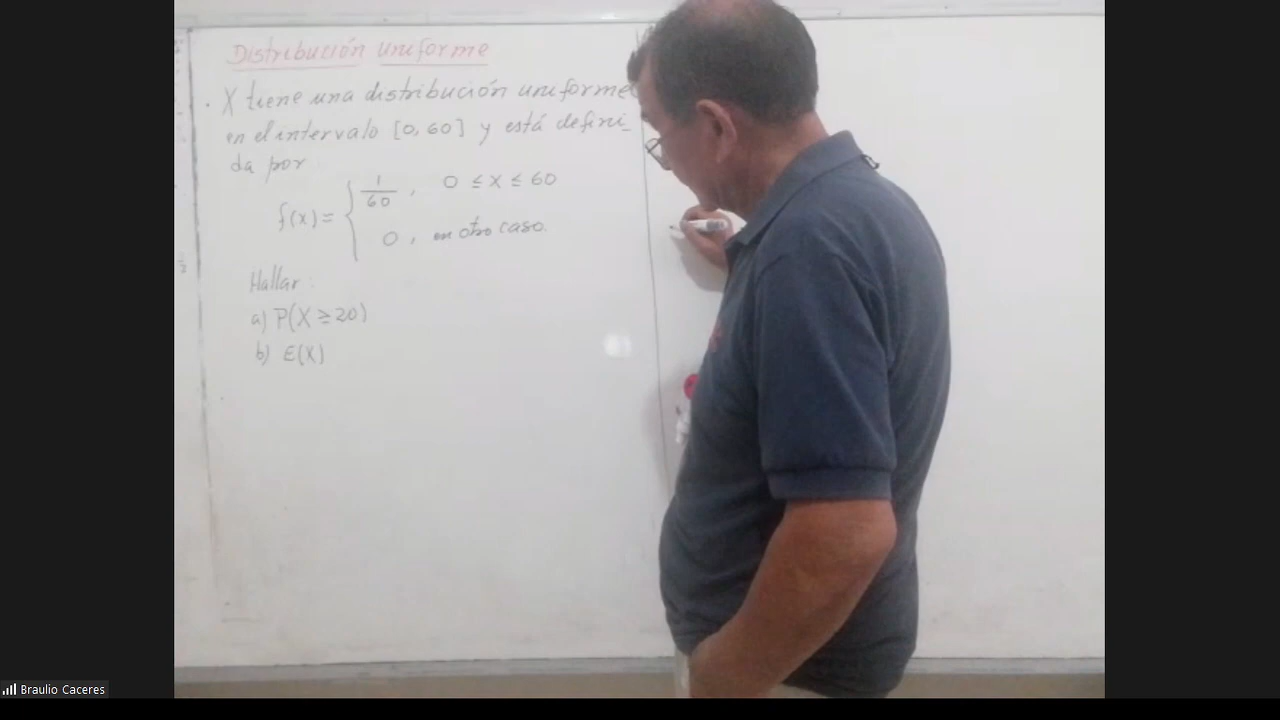 Distribución uniforme
· X tiene una distribución uniforme
en el intervalo [0, 60] y está defini_
da por
f(x) = { 1/60 , 0 ≤ x ≤ 60
0 , en otro caso.
Hallar :
a) P(X ≥ 20)
b) E(X)
Braulio Caceres